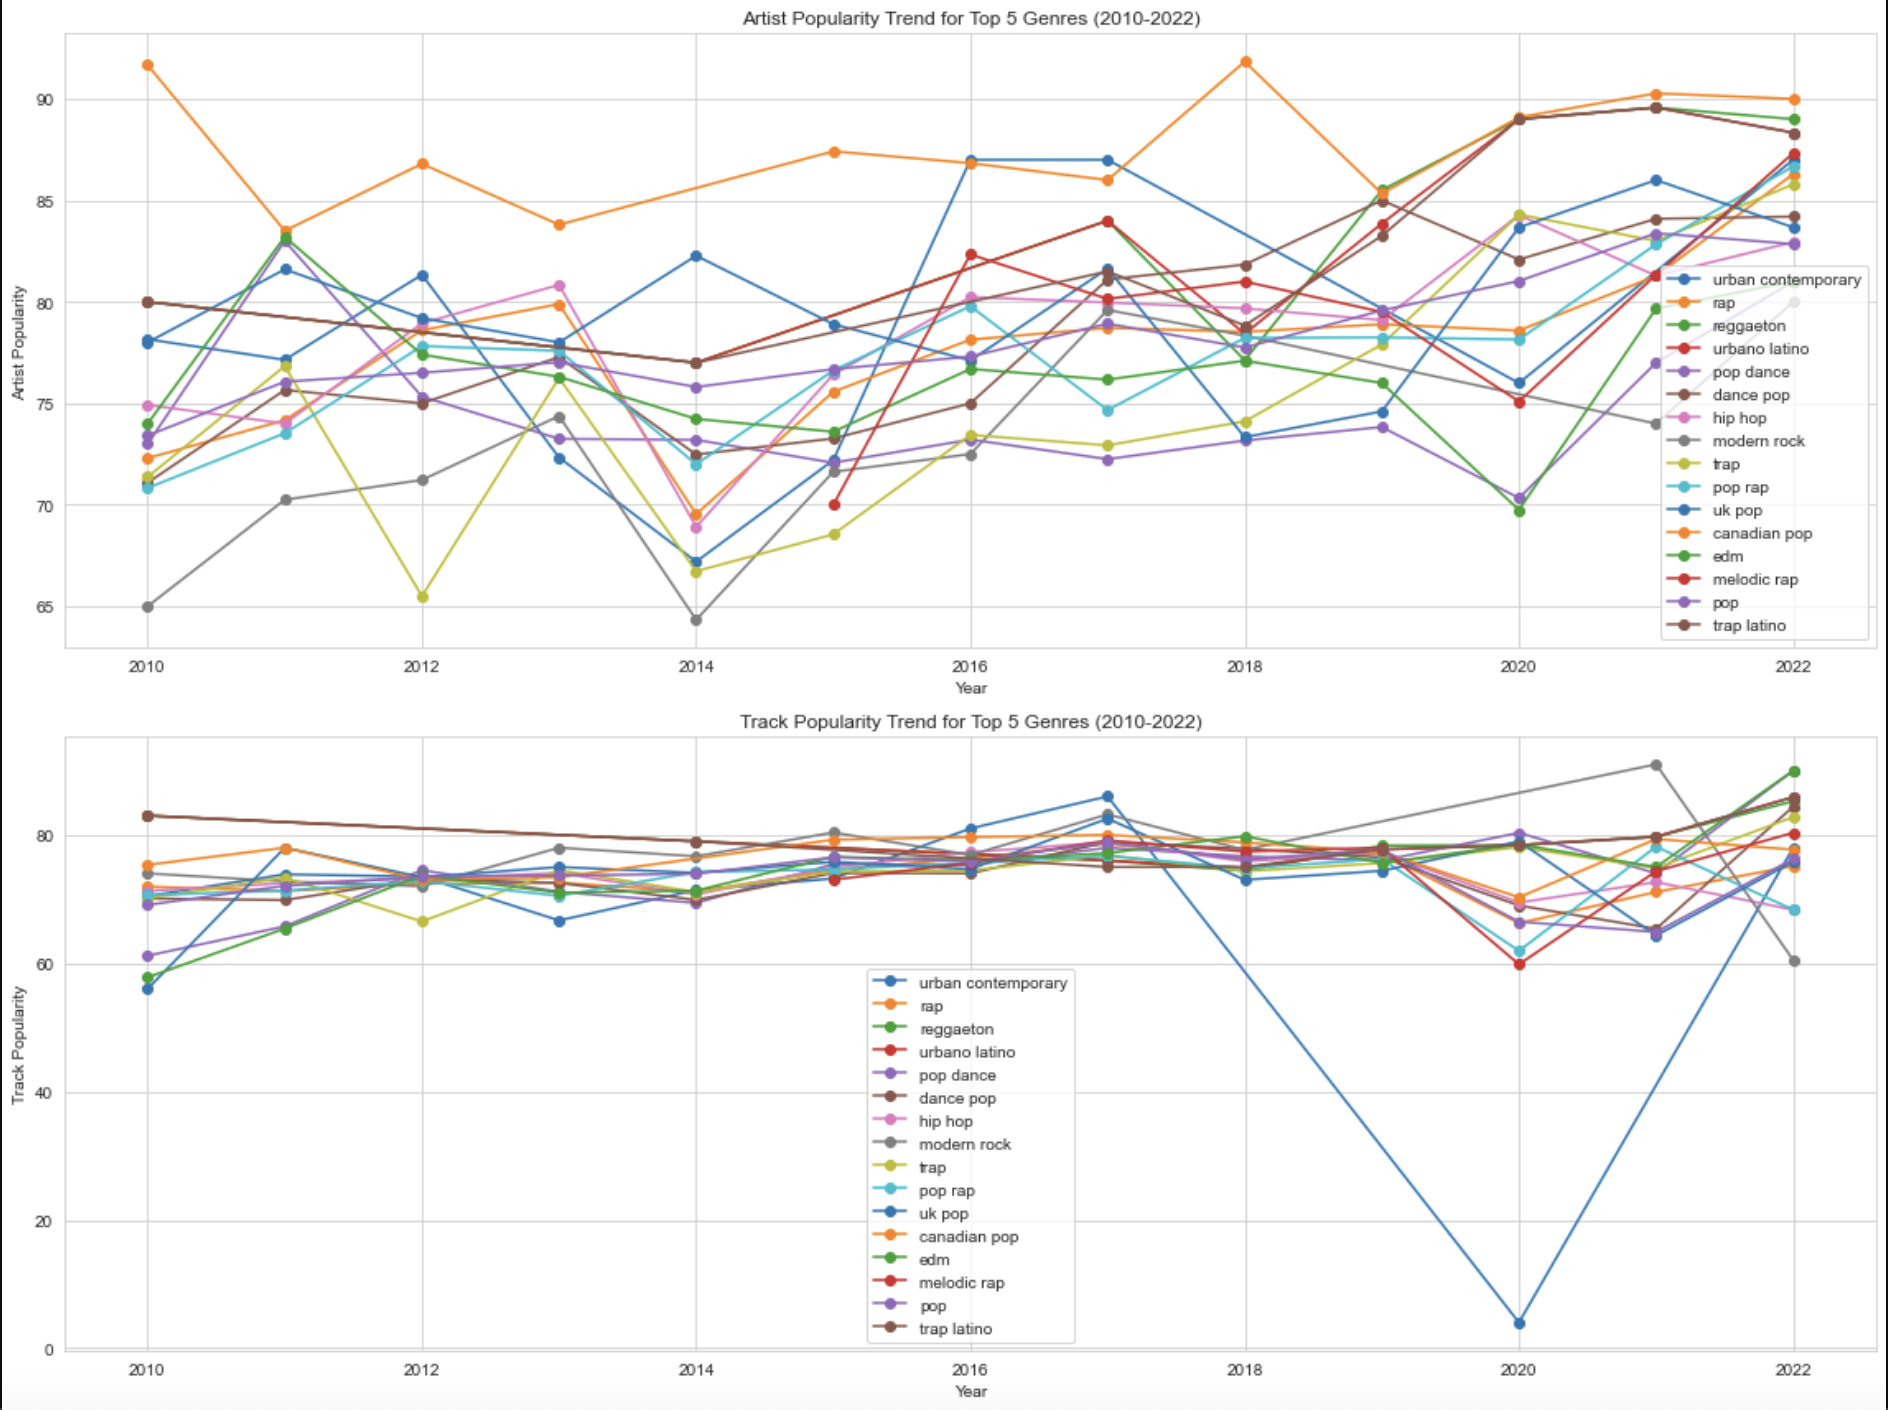 Artist Popularity Trend for Top 5 Genres (2010-2022)
90
85
80
75
70
65
Artist Popularity
urban contemporary
rap
reggaeton
urbano latino
pop dance
dance pop
hip hop
modern rock
trap
pop rap
uk pop
canadian pop
edm
melodic rap
pop
trap latino
2010 2012 2014 2016 2018 2020 2022
Year
Track Popularity Trend for Top 5 Genres (2010-2022)
80
60
40
20
0
Track Popularity
urban contemporary
rap
reggaeton
urbano latino
pop dance
dance pop
hip hop
modern rock
trap
pop rap
uk pop
canadian pop
edm
melodic rap
pop
trap latino
2010 2012 2014 2016 2018 2020 2022
Year